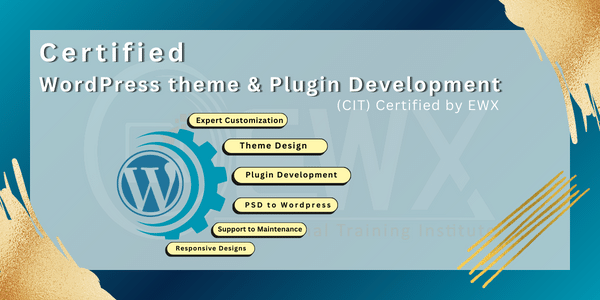 Certified
WordPress theme & Plugin Development
(CIT) Certified by EWX
Expert Customization
Theme Design
Plugin Development
PSD to Wordpress
Support to Maintenance
Responsive Designs
W
EWX
Training Institute